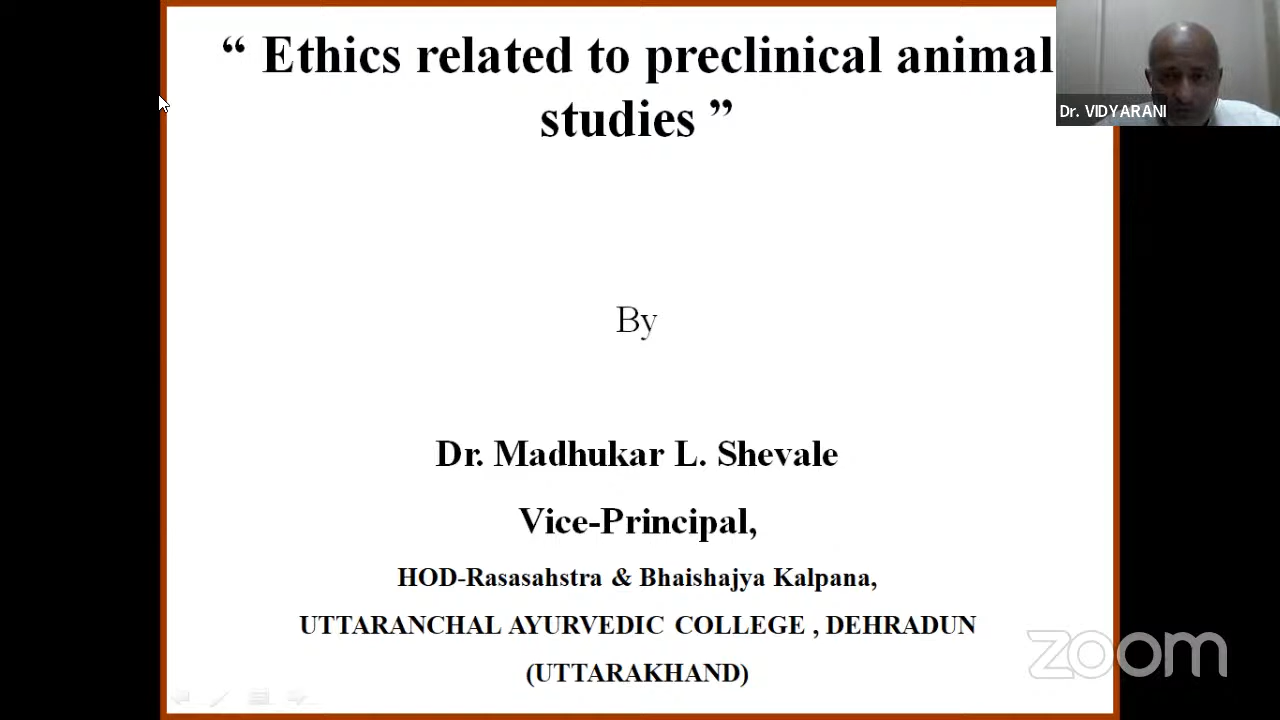 “ Ethics related to preclinical animal
studies ”
Dr. VIDYARANI
By
Dr. Madhukar L. Shevale
Vice-Principal,
HOD-Rasasahstra & Bhaishajya Kalpana,
UTTARANCHAL AYURVEDIC COLLEGE , DEHRADUN
(UTTARAKHAND)
zoom